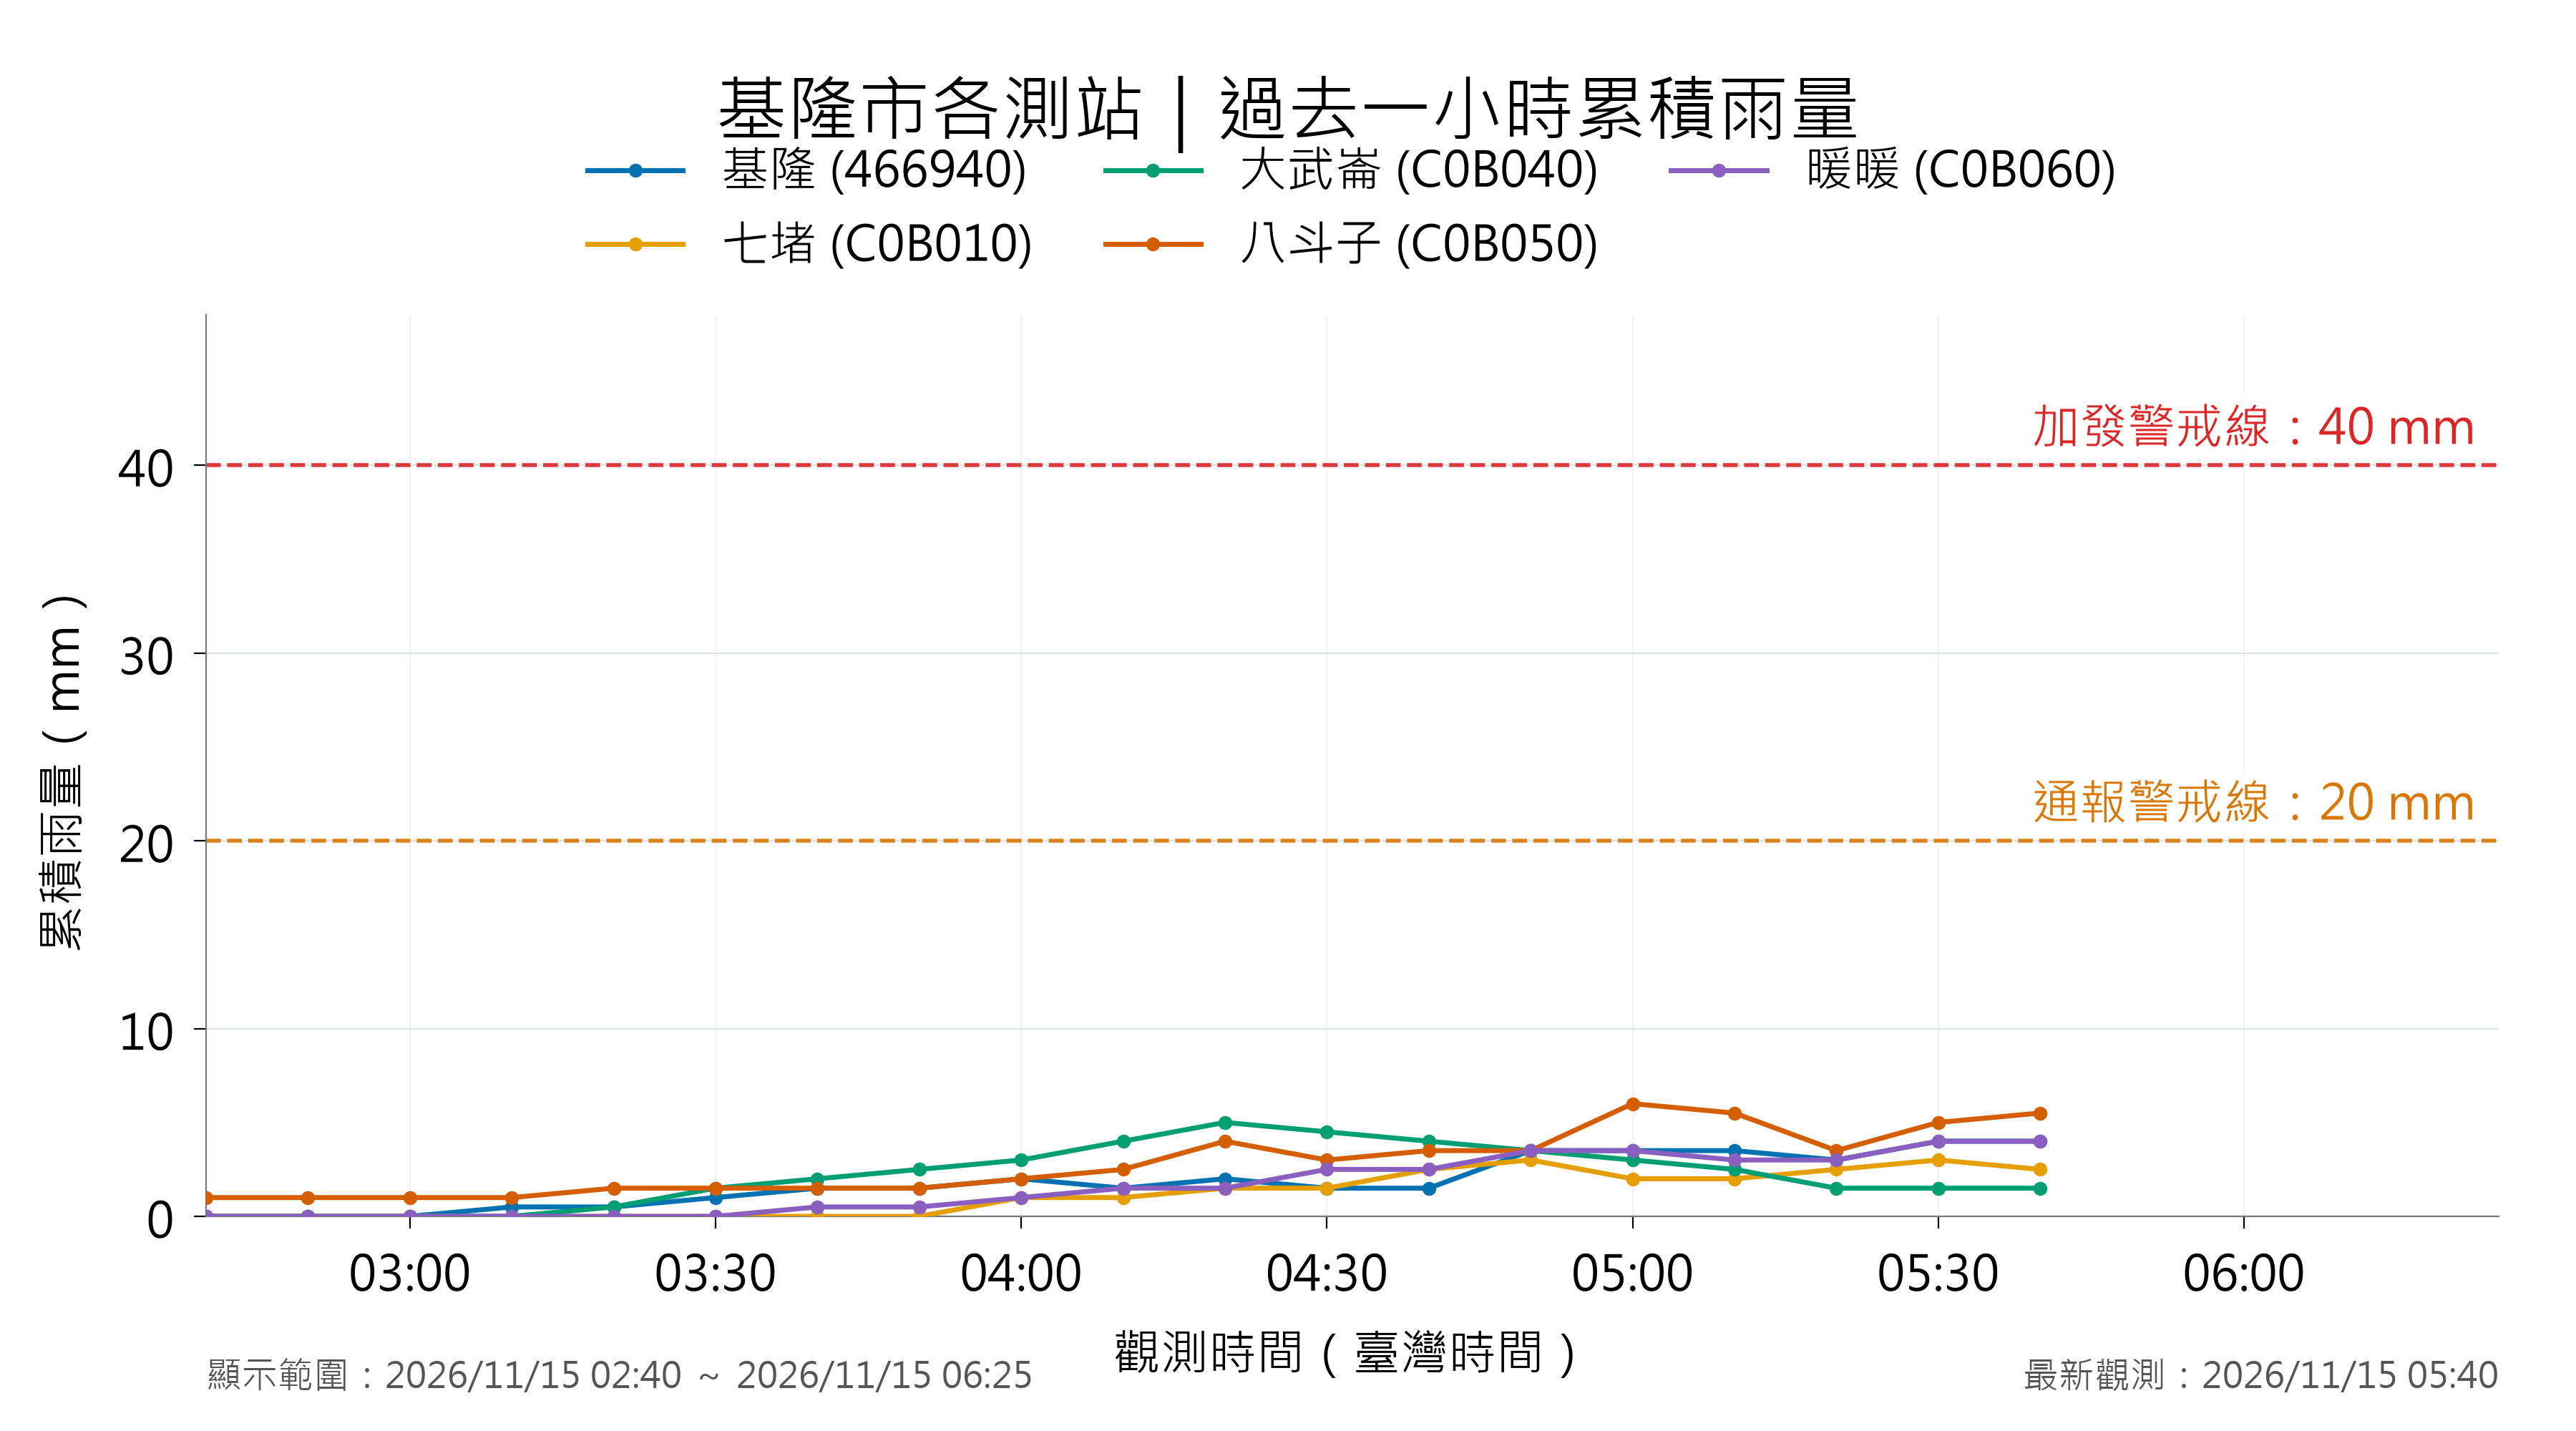 基隆市各測站 | 過去一小時累積雨量
基隆 (466940)
大武崙 (C0B040)
暖暖 (C0B060)
七堵 (C0B010)
八斗子 (C0B050)
加發警戒線：40 mm
通報警戒線：20 mm
累積雨量（mm）
40
30
20
10
0
03:00
03:30
04:00
04:30
05:00
05:30
06:00
觀測時間（臺灣時間）
顯示範圍：2026/11/15 02:40 ~ 2026/11/15 06:25
最新觀測：2026/11/15 05:40